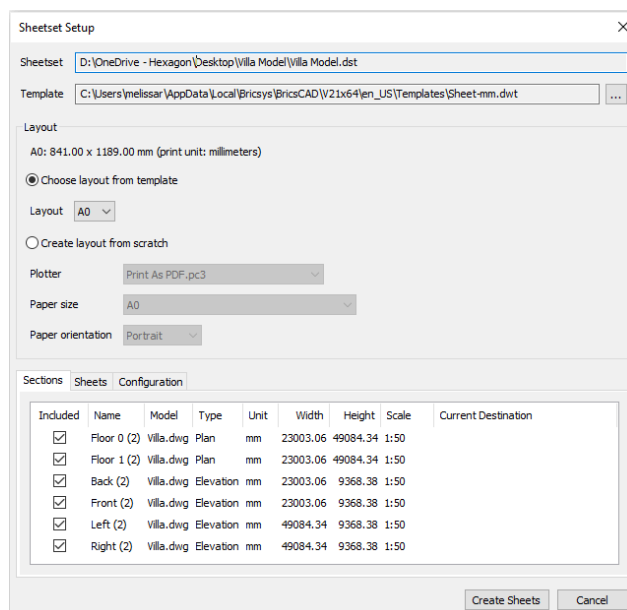 Sheetset Setup
Sheetset D:\OneDrive - Hexagon\Desktop\Villa Model\Villa Model.dst
Template C:\Users\melissar\AppData\Local\Bricsys\BricsCAD\V21x64\en_US\Templates\Sheet-mm.dwt ...
Layout
A0: 841.00 x 1189.00 mm (print unit: millimeters)
Choose layout from template
Layout A0
Create layout from scratch
Plotter Print As PDF.pc3
Paper size A0
Paper orientation Portrait
Sections Sheets Configuration
Included Name Model Type Unit Width Height Scale Current Destination
Floor 0 (2) Villa.dwg Plan mm 23003.06 49084.34 1:50
Floor 1 (2) Villa.dwg Plan mm 23003.06 49084.34 1:50
Back (2) Villa.dwg Elevation mm 23003.06 9368.38 1:50
Front (2) Villa.dwg Elevation mm 23003.06 9368.38 1:50
Left (2) Villa.dwg Elevation mm 49084.34 9368.38 1:50
Right (2) Villa.dwg Elevation mm 49084.34 9368.38 1:50
Create Sheets Cancel